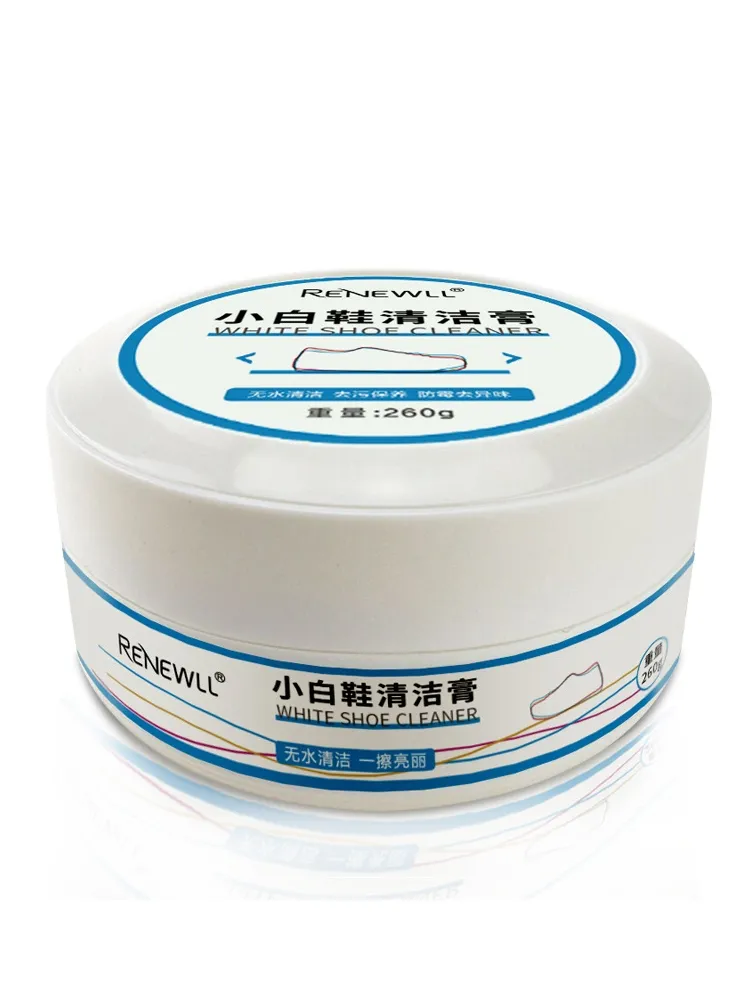 RENEWLL®
小白鞋清洁膏
WHITE SHOE CLEANER
无水清洁 去污保养 防霉去异味
重量:260g
RENEWLL®
小白鞋清洁膏
WHITE SHOE CLEANER
无水清洁 一擦亮丽
重量
260g